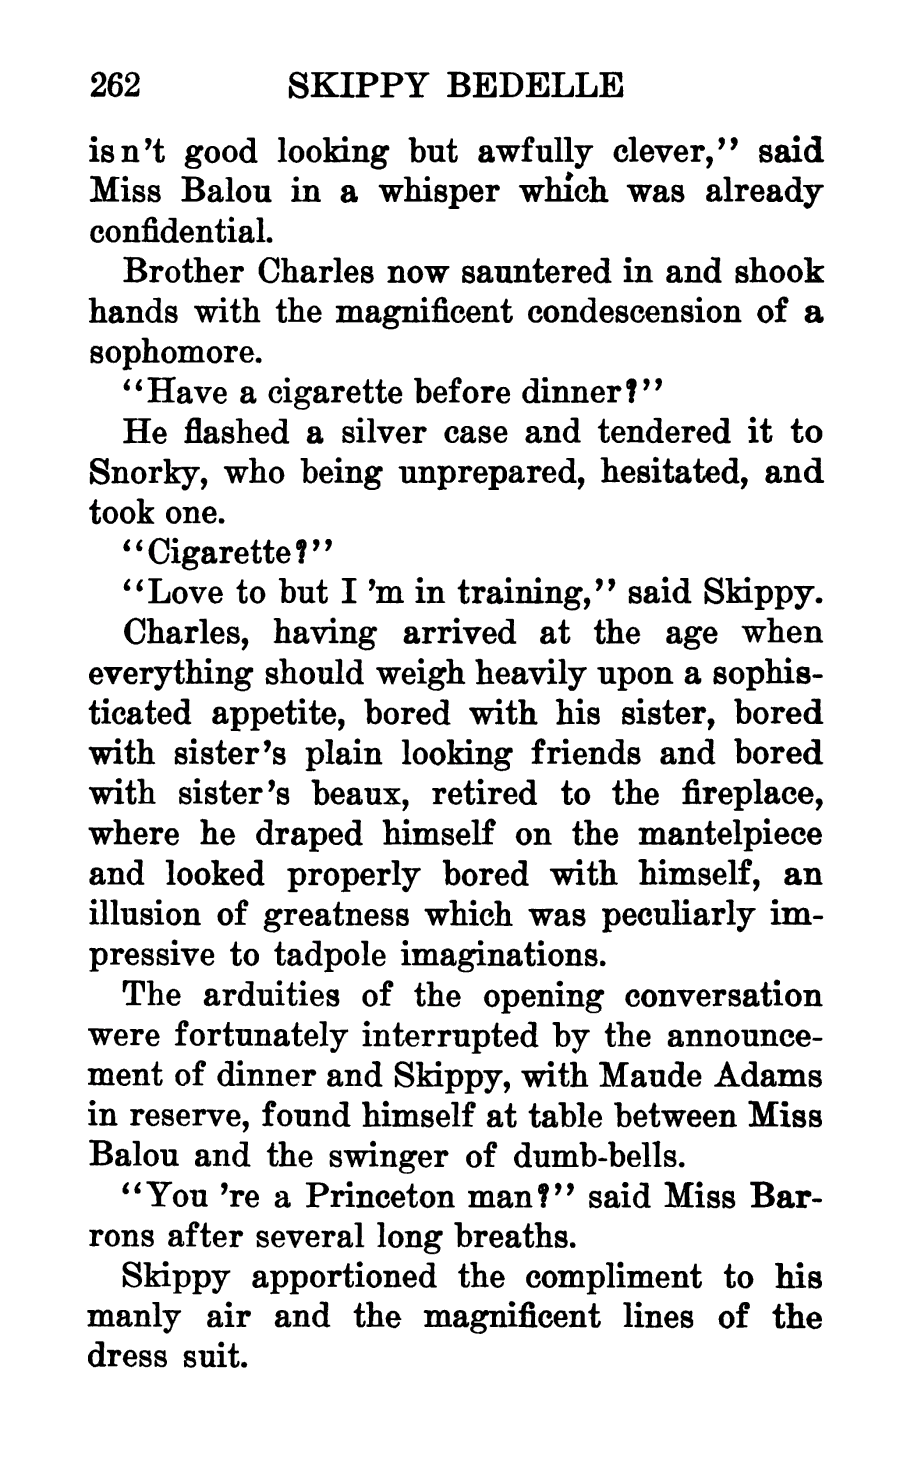 262 SKIPPY BEDELLE
isn't good looking but awfully clever," said
Miss Balou in a whisper which was already
confidential.
Brother Charles now sauntered in and shook
hands with the magnificent condescension of a
sophomore.
"Have a cigarette before dinner?"
He flashed a silver case and tendered it to
Snorky, who being unprepared, hesitated, and
took one.
"Cigarette?"
"Love to but I 'm in training," said Skippy.
Charles, having arrived at the age when
everything should weigh heavily upon a sophis-
ticated appetite, bored with his sister, bored
with sister's plain looking friends and bored
with sister's beaux, retired to the fireplace,
where he draped himself on the mantelpiece
and looked properly bored with himself, an
illusion of greatness which was peculiarly im-
pressive to tadpole imaginations.
The arduities of the opening conversation
were fortunately interrupted by the announce-
ment of dinner and Skippy, with Maude Adams
in reserve, found himself at table between Miss
Balou and the swinger of dumb-bells.
"You 're a Princeton man?" said Miss Bar-
rons after several long breaths.
Skippy apportioned the compliment to his
manly air and the magnificent lines of the
dress suit.